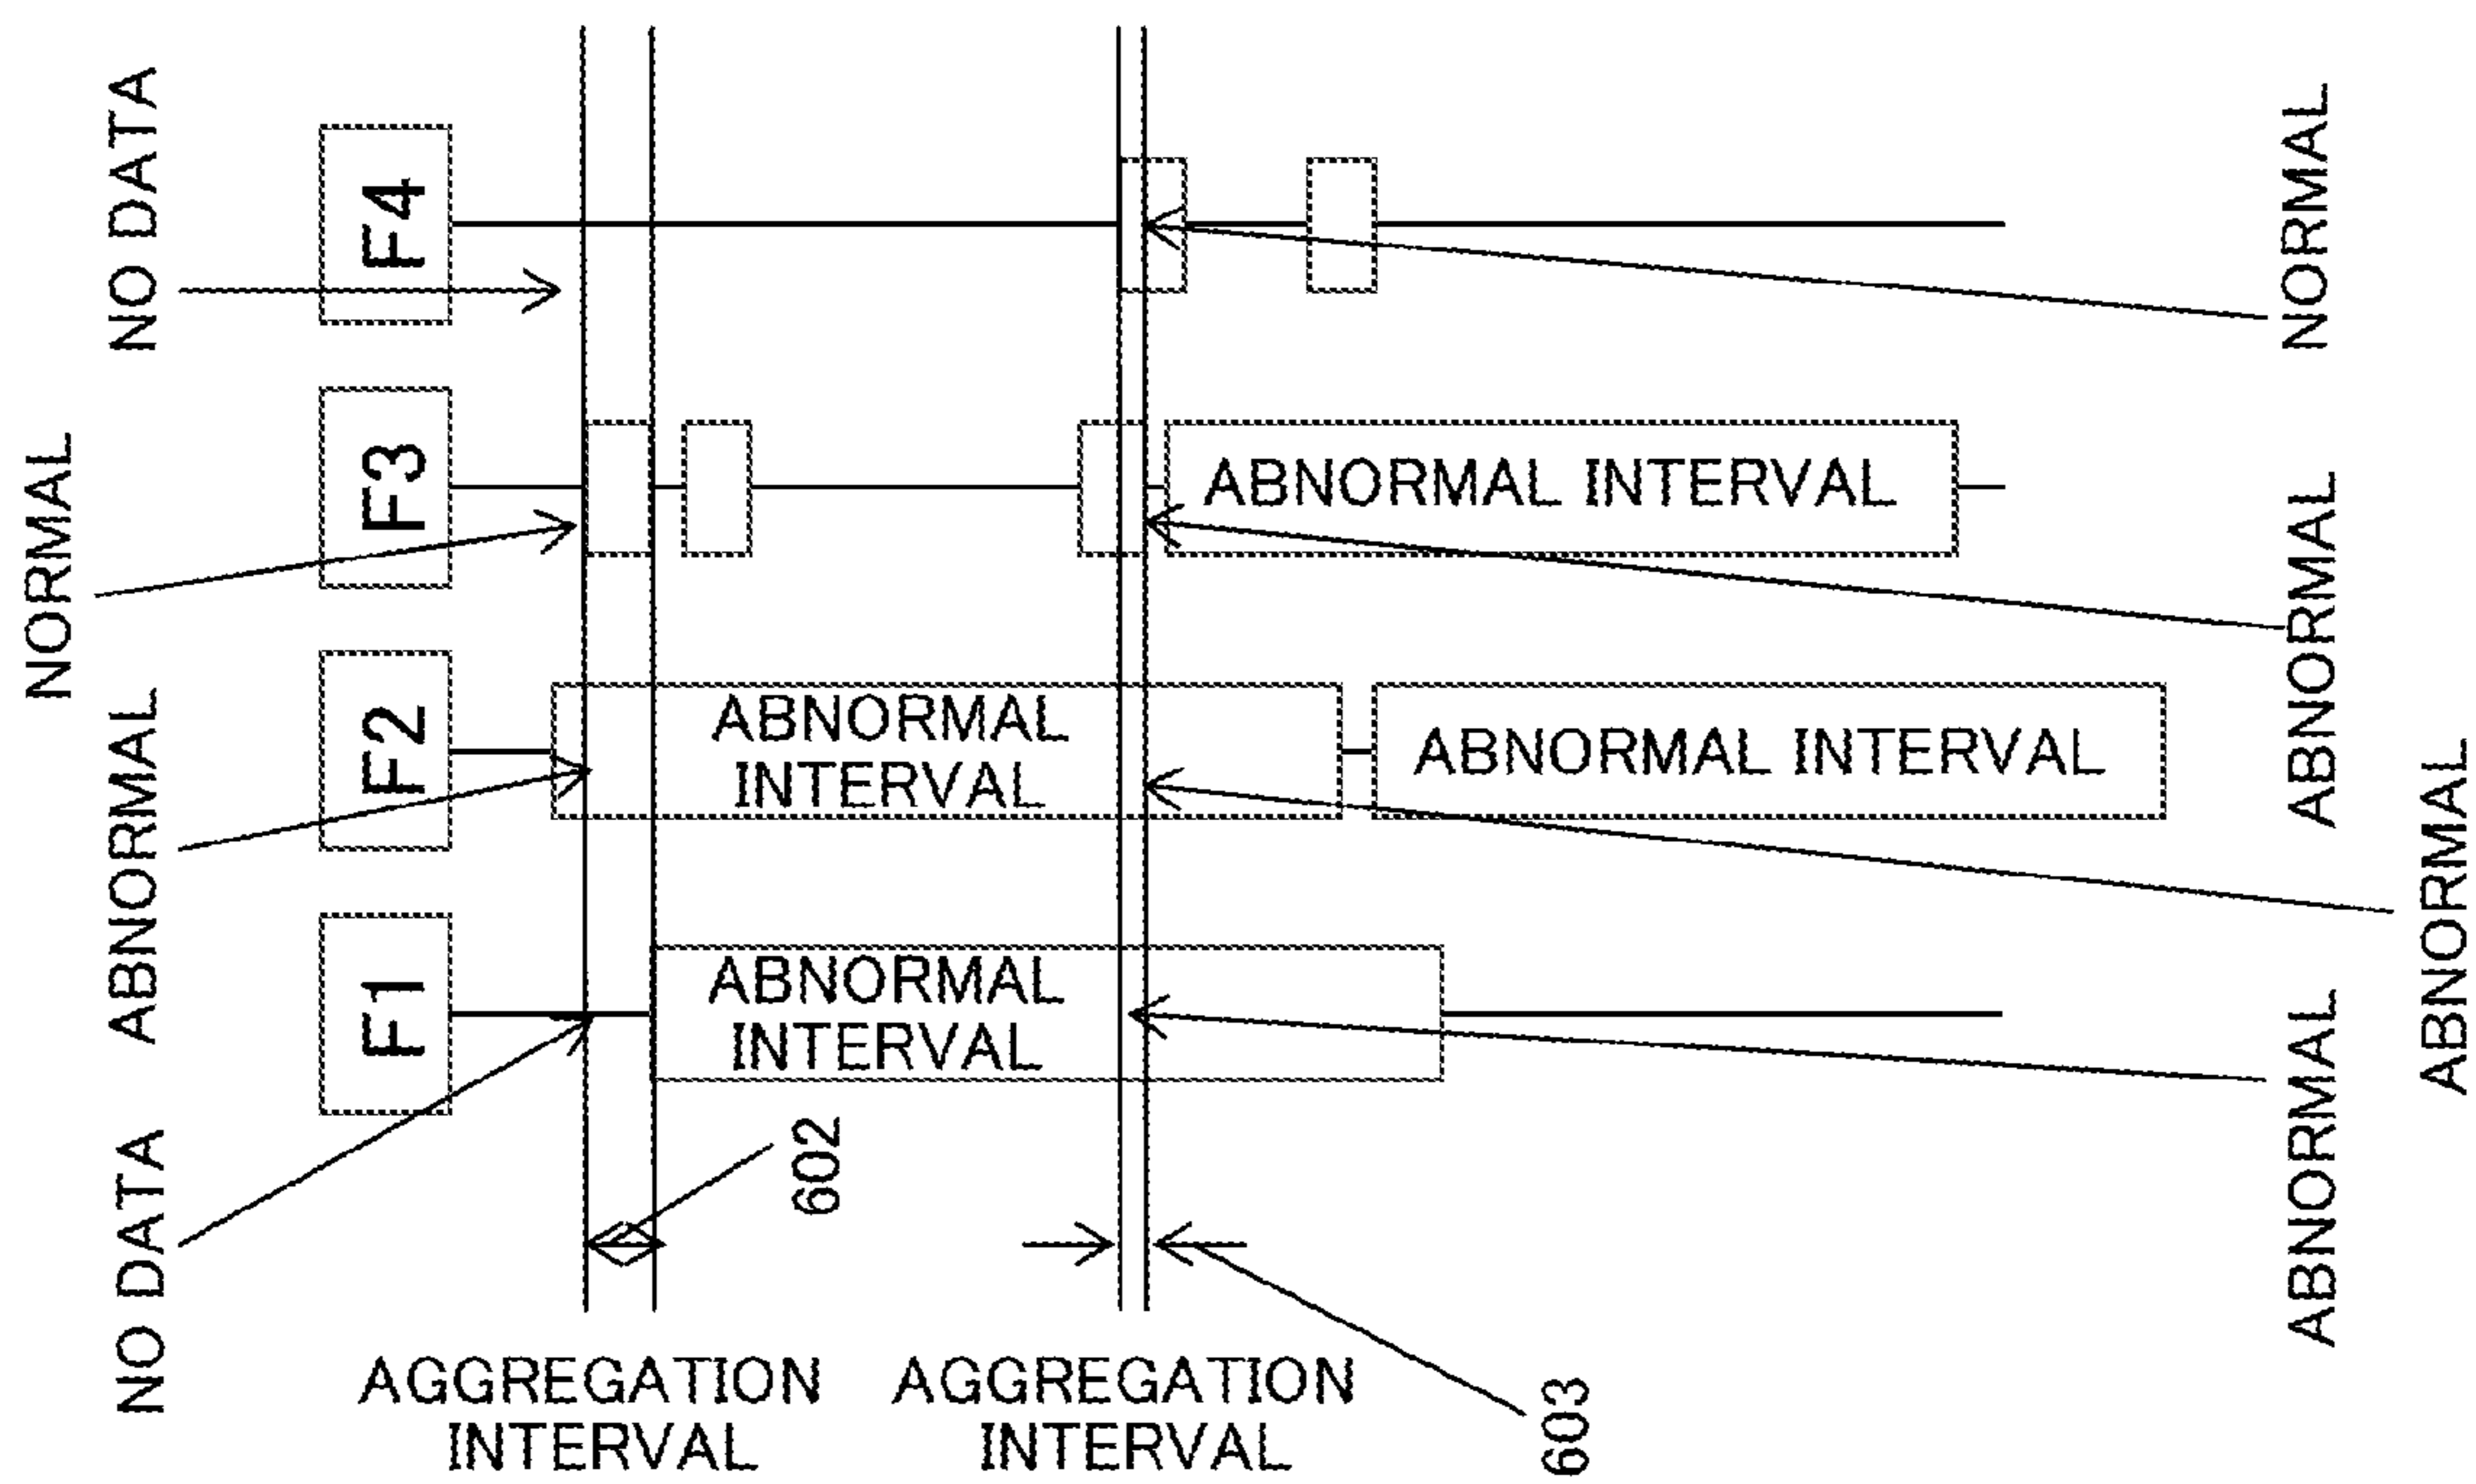 NO DATA
ABNORMAL
NORMAL
NO DATA
F1
F2
F3
F4
ABNORMAL
INTERVAL
ABNORMAL
INTERVAL
ABNORMAL INTERVAL
ABNORMAL INTERVAL
602
603
AGGREGATION
INTERVAL
AGGREGATION
INTERVAL
ABNORMAL
ABNORMAL
ABNORMAL
NORMAL